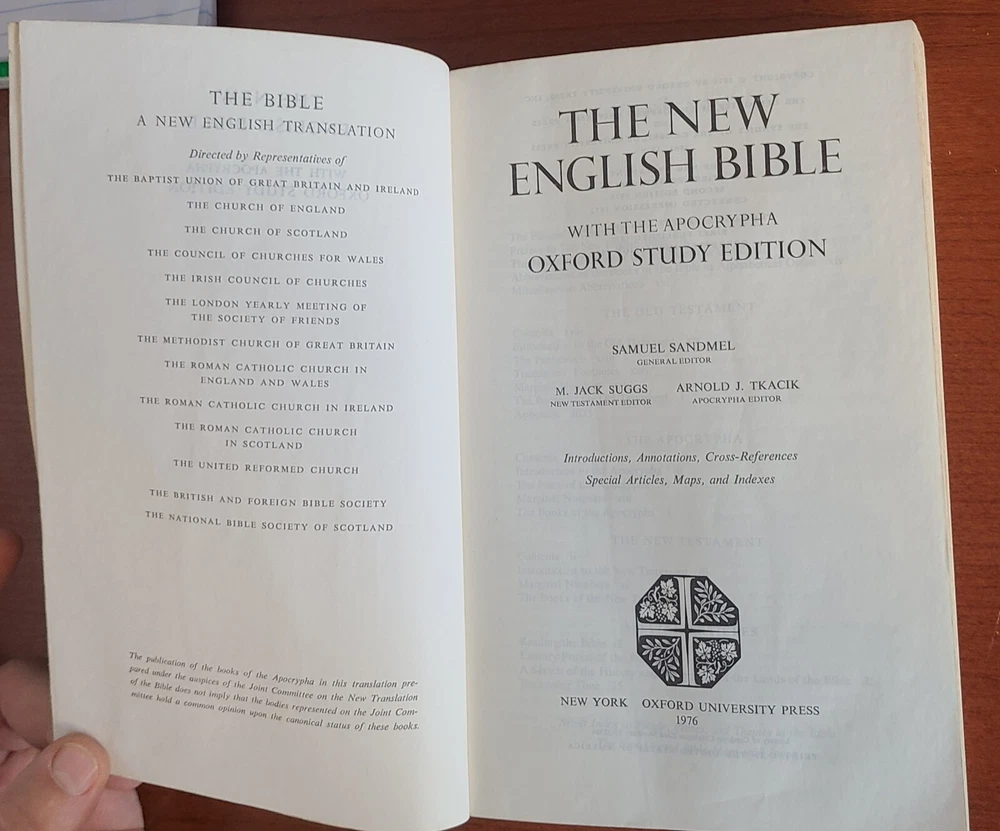 THE BIBLE
A NEW ENGLISH TRANSLATION
Directed by Representatives of
THE BAPTIST UNION OF GREAT BRITAIN AND IRELAND
THE CHURCH OF ENGLAND
THE CHURCH OF SCOTLAND
THE COUNCIL OF CHURCHES FOR WALES
THE IRISH COUNCIL OF CHURCHES
THE LONDON YEARLY MEETING OF
THE SOCIETY OF FRIENDS
THE METHODIST CHURCH OF GREAT BRITAIN
THE ROMAN CATHOLIC CHURCH IN
ENGLAND AND WALES
THE ROMAN CATHOLIC CHURCH IN IRELAND
THE ROMAN CATHOLIC CHURCH
IN SCOTLAND
THE UNITED REFORMED CHURCH
THE BRITISH AND FOREIGN BIBLE SOCIETY
THE NATIONAL BIBLE SOCIETY OF SCOTLAND
The publication of the books of the Apocrypha in this translation pre-
pared under the auspices of the Joint Committee on the New Translation
of the Bible does not imply that the bodies represented on the Joint Com-
mittee hold a common opinion upon the canonical status of these books.
THE NEW
ENGLISH BIBLE
WITH THE APOCRYPHA
OXFORD STUDY EDITION
SAMUEL SANDMEL
GENERAL EDITOR
M. JACK SUGGS ARNOLD J. TKACIK
NEW TESTAMENT EDITOR APOCRYPHA EDITOR
Introductions, Annotations, Cross-References
Special Articles, Maps, and Indexes
NEW YORK OXFORD UNIVERSITY PRESS
1976